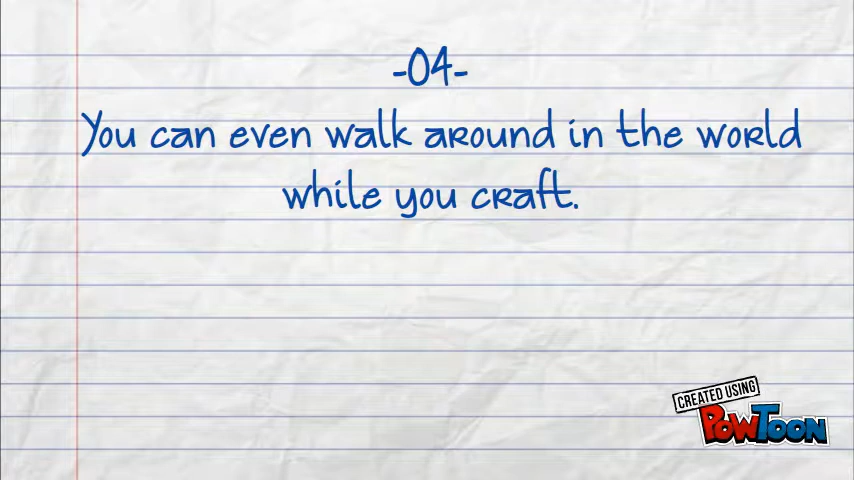 -04-
You can even walk around in the world
while you craft.
CREATED USING
POWTOON